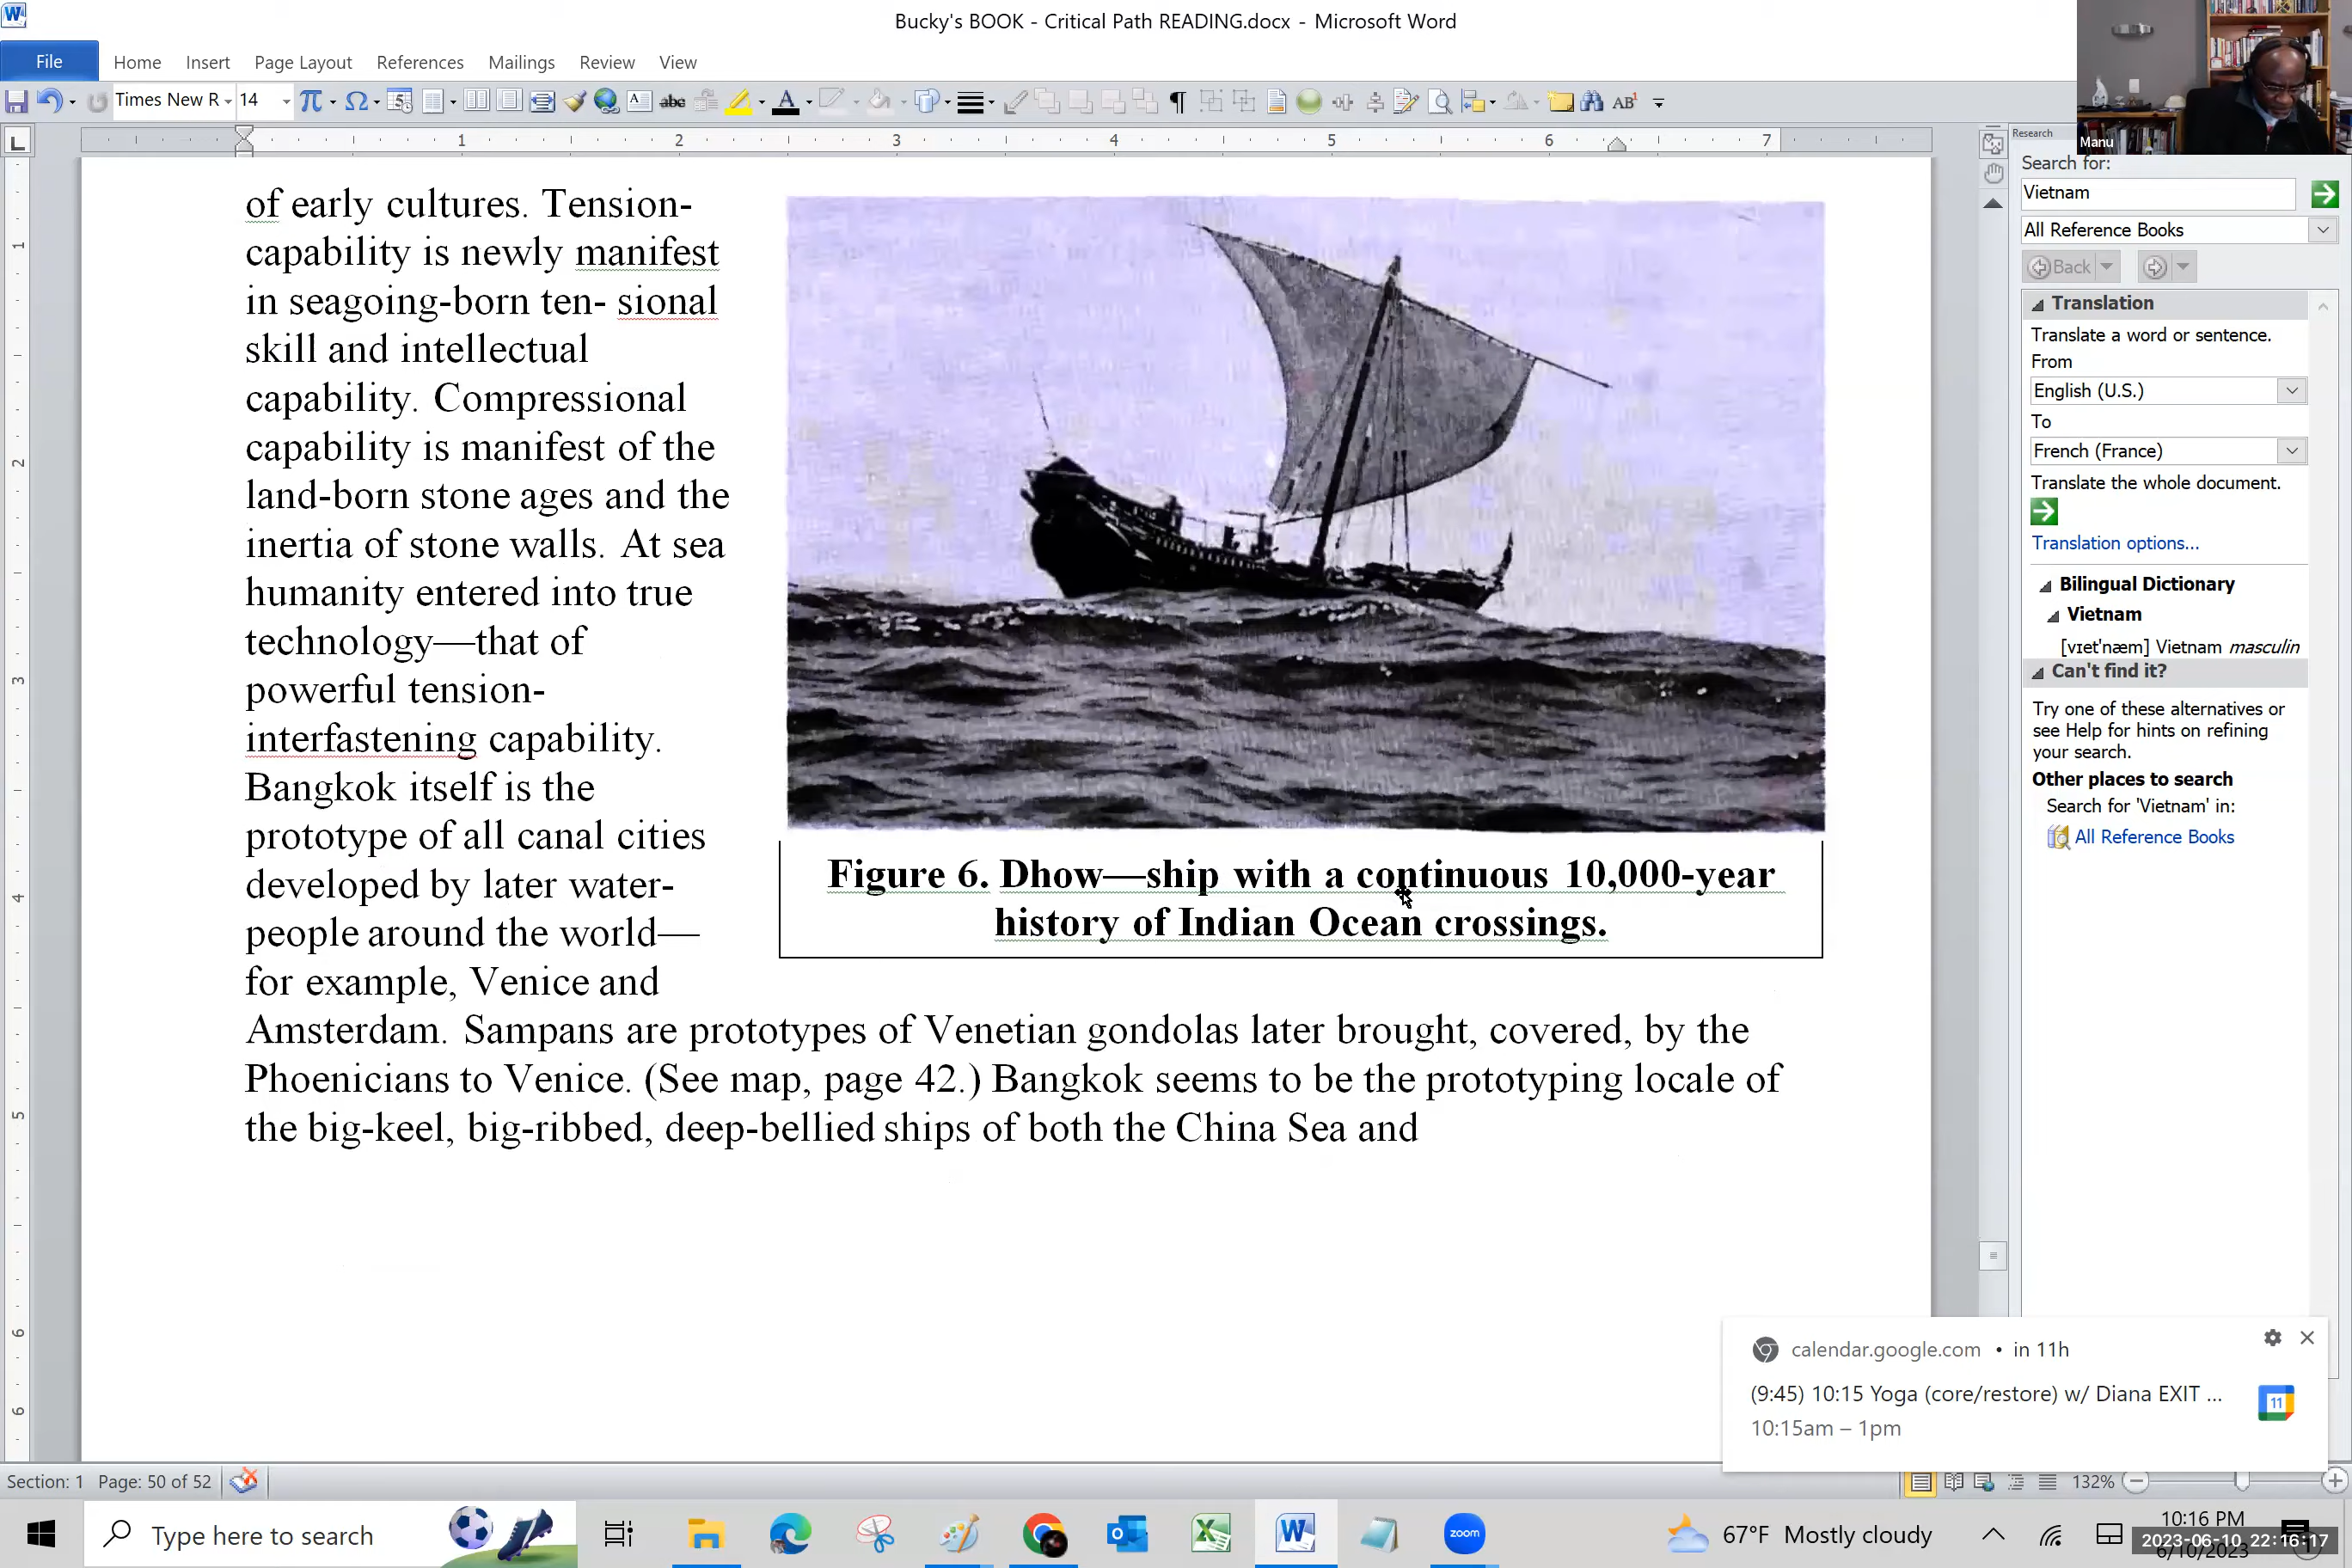 Bucky's BOOK - Critical Path READING.docx - Microsoft Word
File Home Insert Page Layout References Mailings Review View
Times New R 14
1 2 3 4 5 6 7
of early cultures. Tension-
capability is newly manifest
in seagoing-born ten- sional
skill and intellectual
capability. Compressional
capability is manifest of the
land-born stone ages and the
inertia of stone walls. At sea
humanity entered into true
technology—that of
powerful tension-
interfastening capability.
Bangkok itself is the
prototype of all canal cities
developed by later water-
people around the world—
for example, Venice and
Amsterdam. Sampans are prototypes of Venetian gondolas later brought, covered, by the
Phoenicians to Venice. (See map, page 42.) Bangkok seems to be the prototyping locale of
the big-keel, big-ribbed, deep-bellied ships of both the China Sea and
Figure 6. Dhow—ship with a continuous 10,000-year
history of Indian Ocean crossings.
Manu
Research
Search for:
Vietnam
All Reference Books
Back
Translation
Translate a word or sentence.
From
English (U.S.)
To
French (France)
Translate the whole document.
Translation options...
Bilingual Dictionary
Vietnam
[vɪet'næm] Vietnam masculin
Can't find it?
Try one of these alternatives or
see Help for hints on refining
your search.
Other places to search
Search for 'Vietnam' in:
All Reference Books
calendar.google.com • in 11h
(9:45) 10:15 Yoga (core/restore) w/ Diana EXIT ...
10:15am – 1pm
11
Section: 1 Page: 50 of 52
132%
Type here to search
zoom
67°F Mostly cloudy
10:16 PM
2023-06-10_22:16:17
6/10/2023